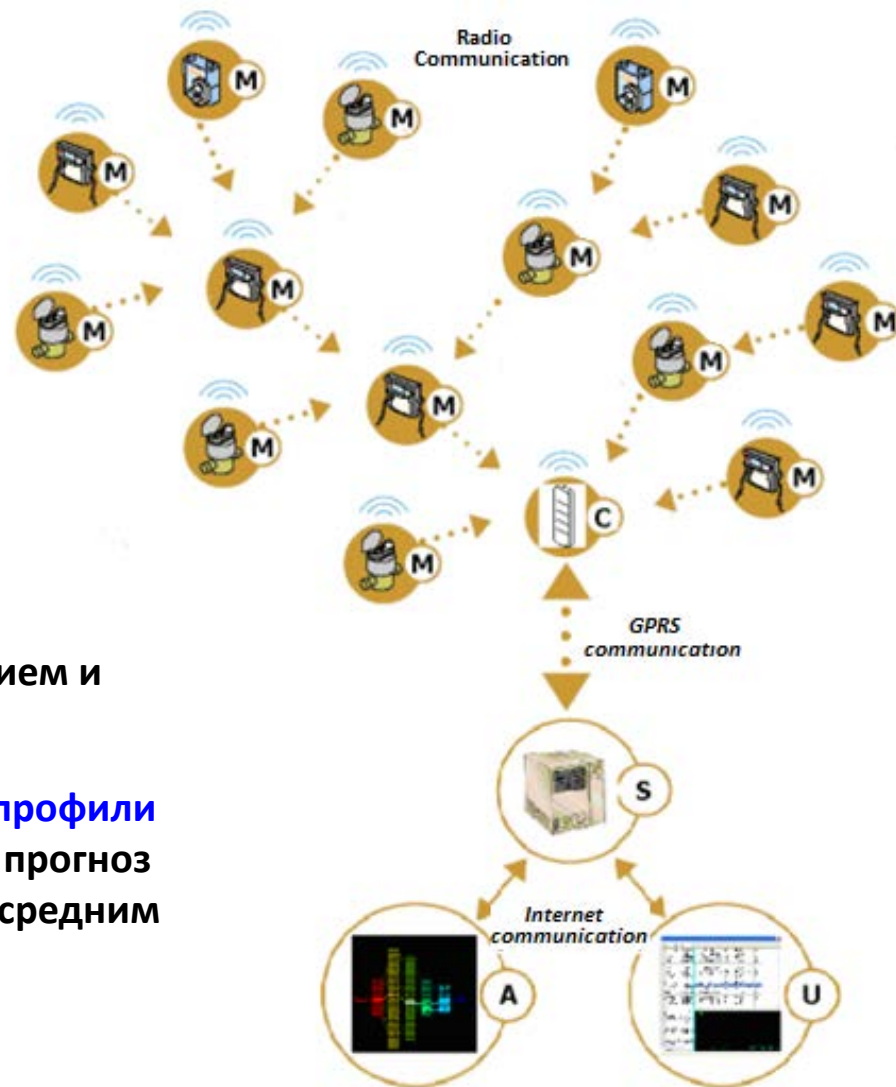 Radio
Communication
M
M
M
M
M
M
M
M
M
M
M
M
M
M
C
GPRS
communication
ием и
профили
прогноз
средним
S
Internet
communication
A
U